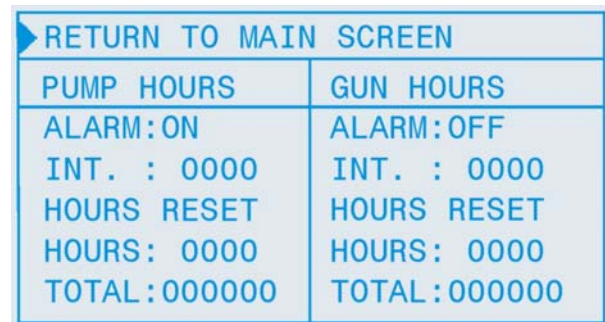 RETURN TO MAIN SCREEN
PUMP HOURS GUN HOURS
ALARM:ON ALARM:OFF
INT. : 0000 INT. : 0000
HOURS RESET HOURS RESET
HOURS: 0000 HOURS: 0000
TOTAL:000000 TOTAL:000000